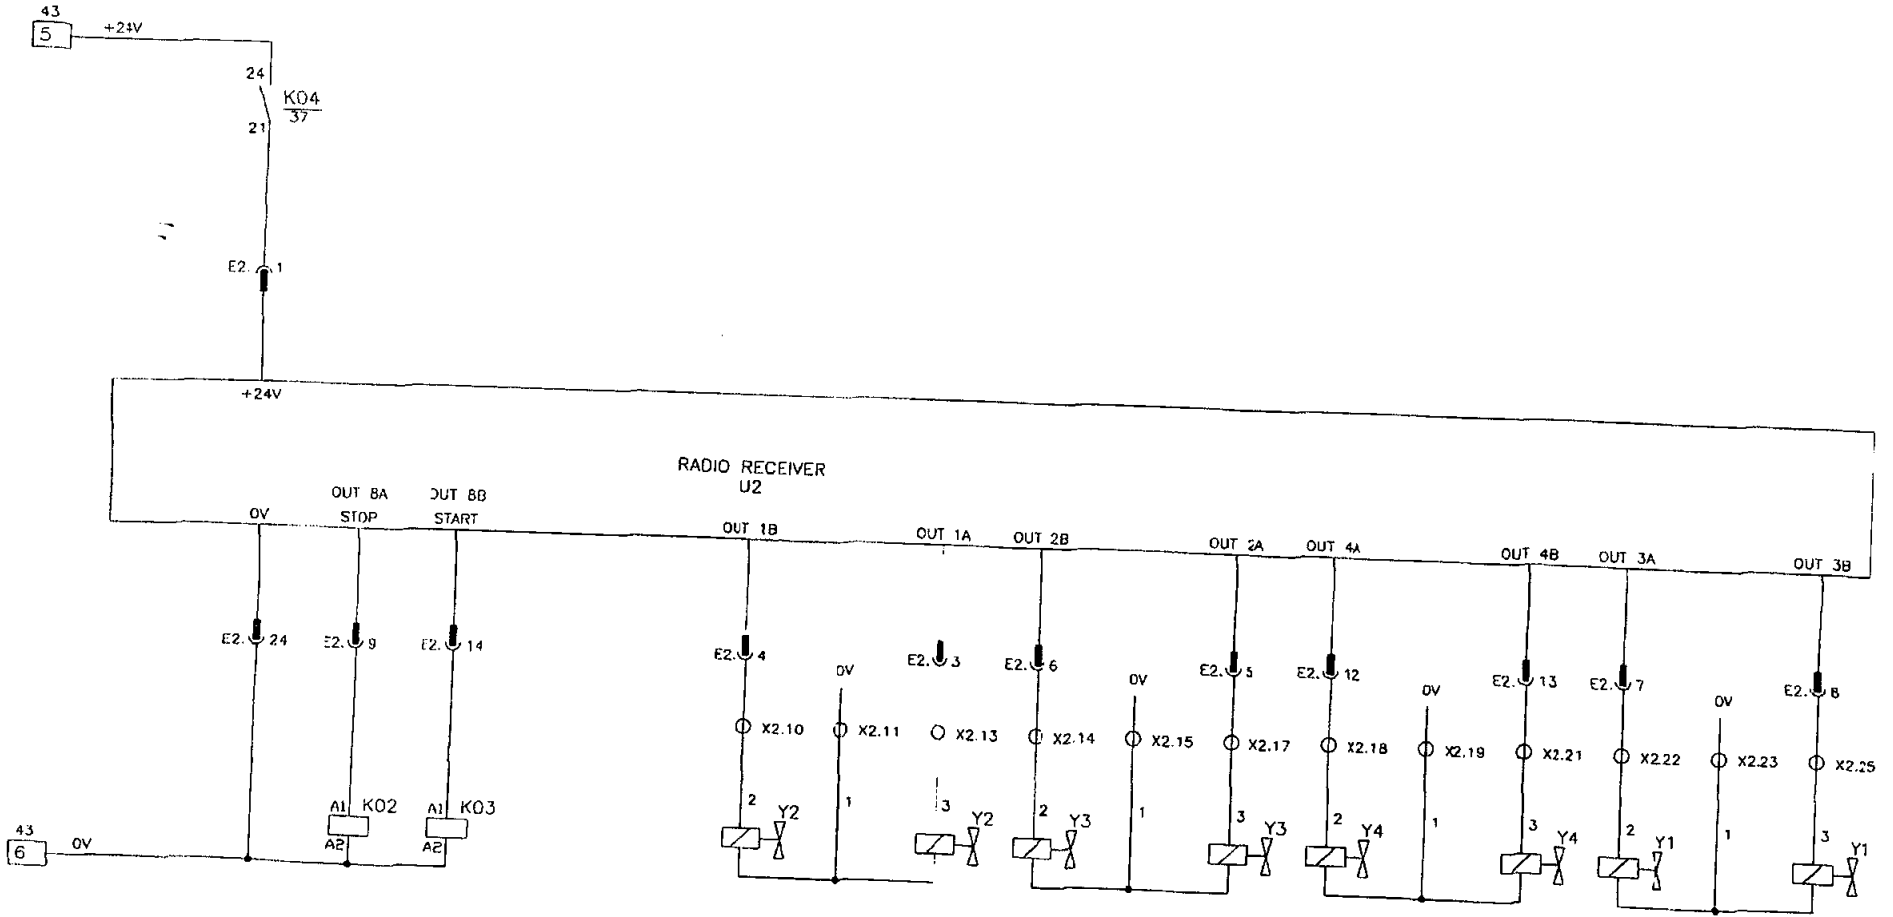 43
5
+24V
24
K04
37
21
E2. 1
+24V
RADIO RECEIVER
U2
OUT 8A
OUT 8B
0V
STOP
START
OUT 1B
OUT 1A
OUT 2B
OUT 2A
OUT 4A
OUT 4B
OUT 3A
OUT 3B
E2. 24
E2. 9
E2. 14
E2. 4
0V
E2. 3
E2. 6
0V
E2. 5
E2. 12
0V
E2. 13
E2. 7
0V
E2. 8
X2.10
X2.11
X2.13
X2.14
X2.15
X2.17
X2.18
X2.19
X2.21
X2.22
X2.23
X2.25
A1 K02
A1 K03
A2
A2
2
Y2
1
3
Y2
2
Y3
1
3
Y3
2
Y4
1
3
Y4
2
Y1
1
3
Y1
43
6
0V